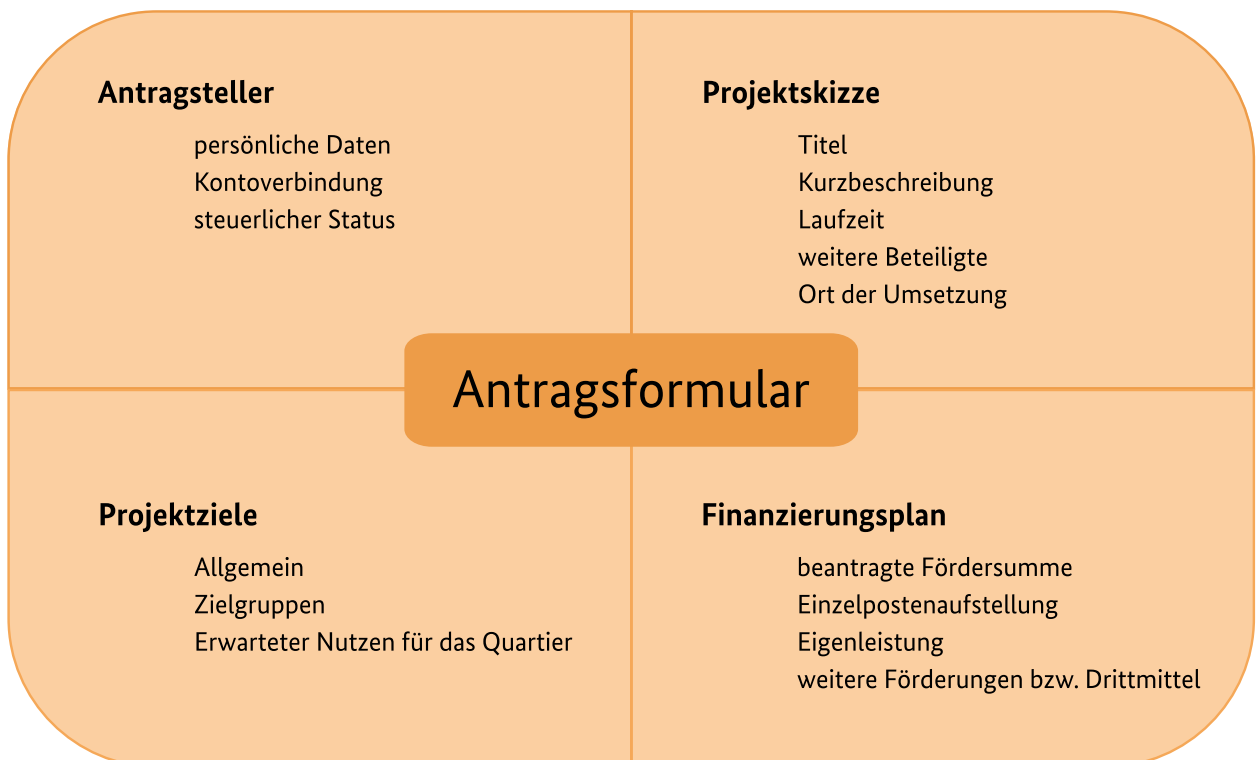 Antragsteller
persönliche Daten
Kontoverbindung
steuerlicher Status
Projektskizze
Titel
Kurzbeschreibung
Laufzeit
weitere Beteiligte
Ort der Umsetzung
Antragsformular
Projektziele
Allgemein
Zielgruppen
Erwarteter Nutzen für das Quartier
Finanzierungsplan
beantragte Fördersumme
Einzelpostenaufstellung
Eigenleistung
weitere Förderungen bzw. Drittmittel